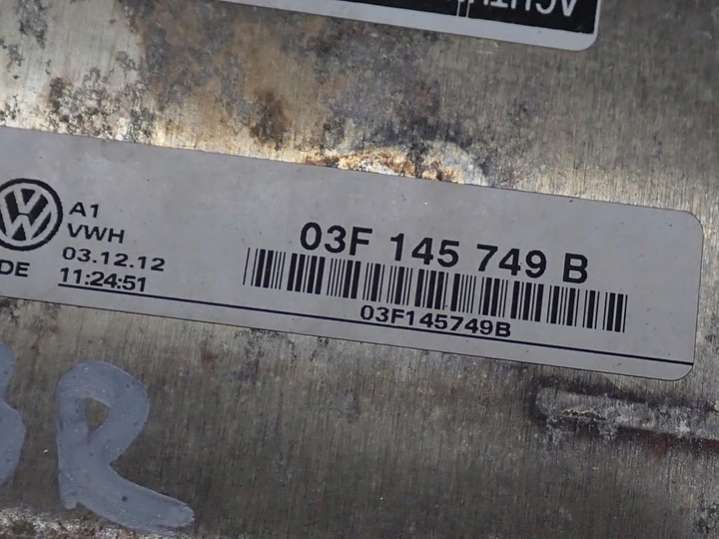 A1
VWH
03.12.12
DE 11:24:51
03F 145 749 B
03F145749B
R